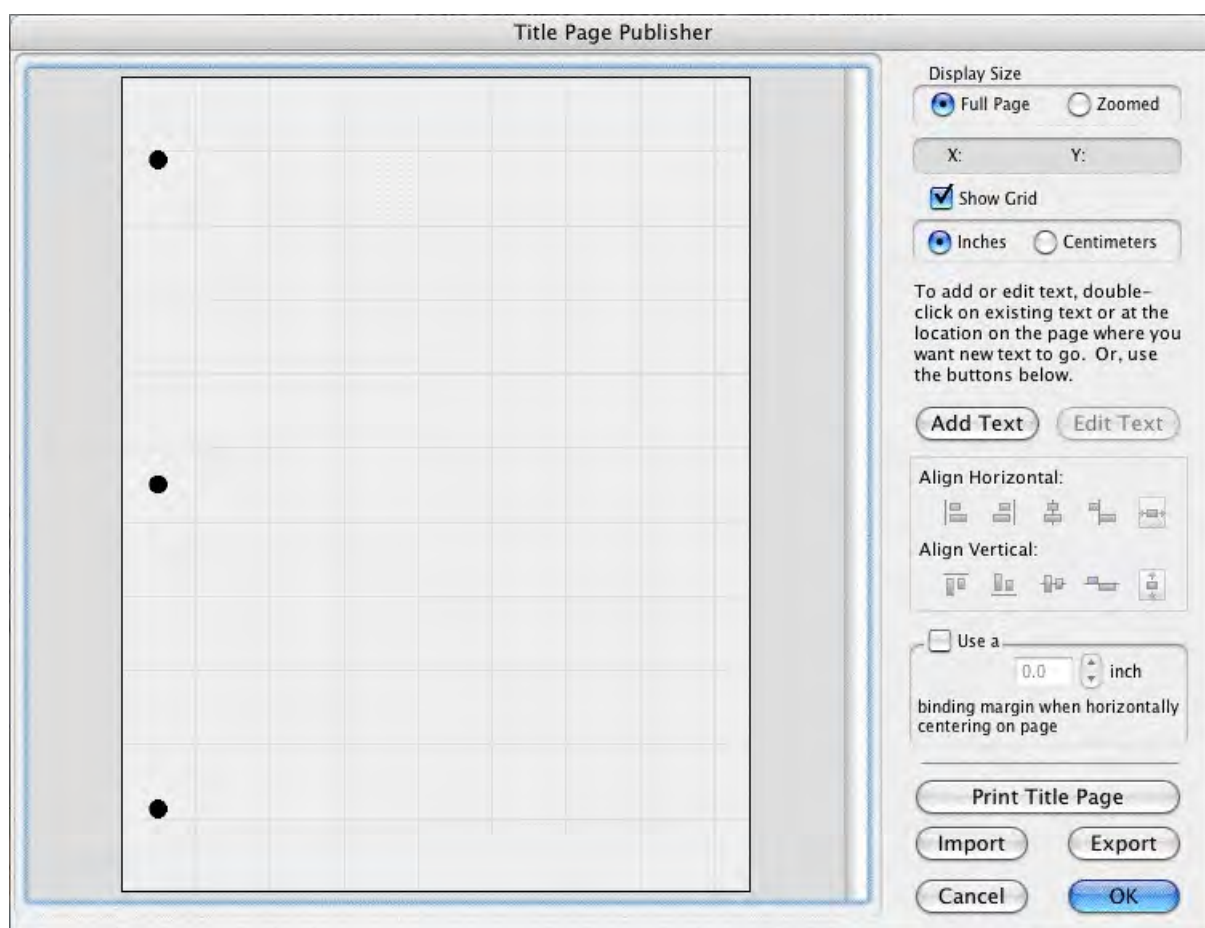 Title Page Publisher
Display Size
Full Page Zoomed
X: Y:
Show Grid
Inches Centimeters
To add or edit text, double-
click on existing text or at the
location on the page where you
want new text to go. Or, use
the buttons below.
Add Text Edit Text
Align Horizontal:
Align Vertical:
Use a
0.0 inch
binding margin when horizontally
centering on page
Print Title Page
Import Export
Cancel OK